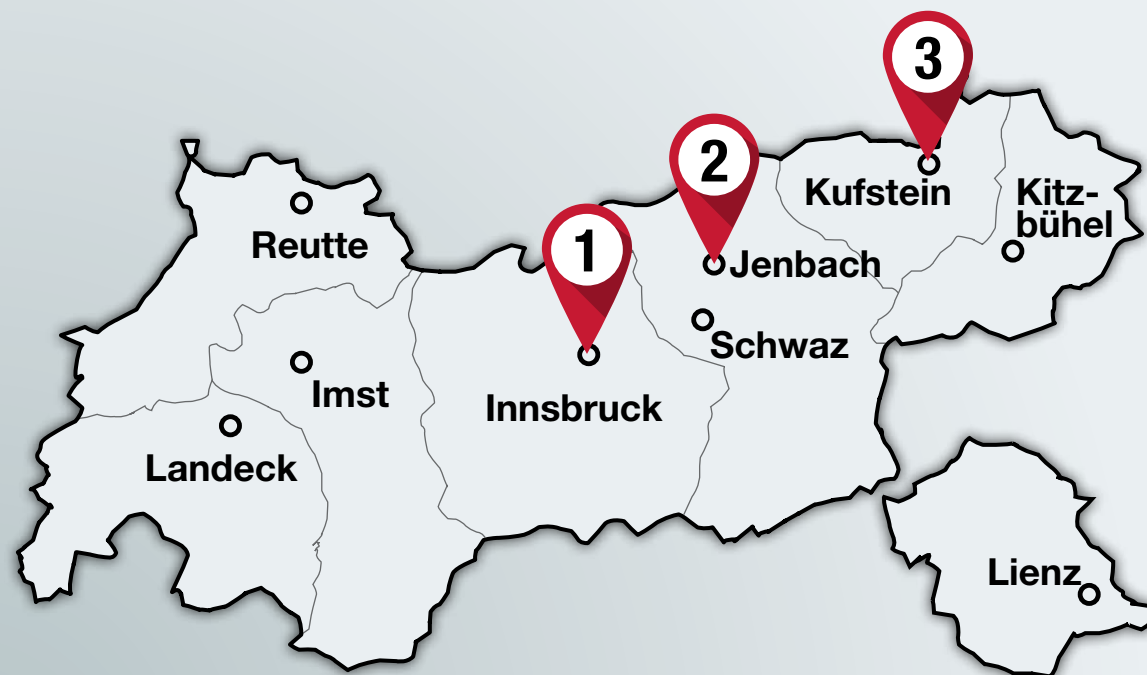 3
2
Kufstein
Kitz-
bühel
Reutte
1
Jenbach
Schwaz
Imst
Innsbruck
Landeck
Lienz